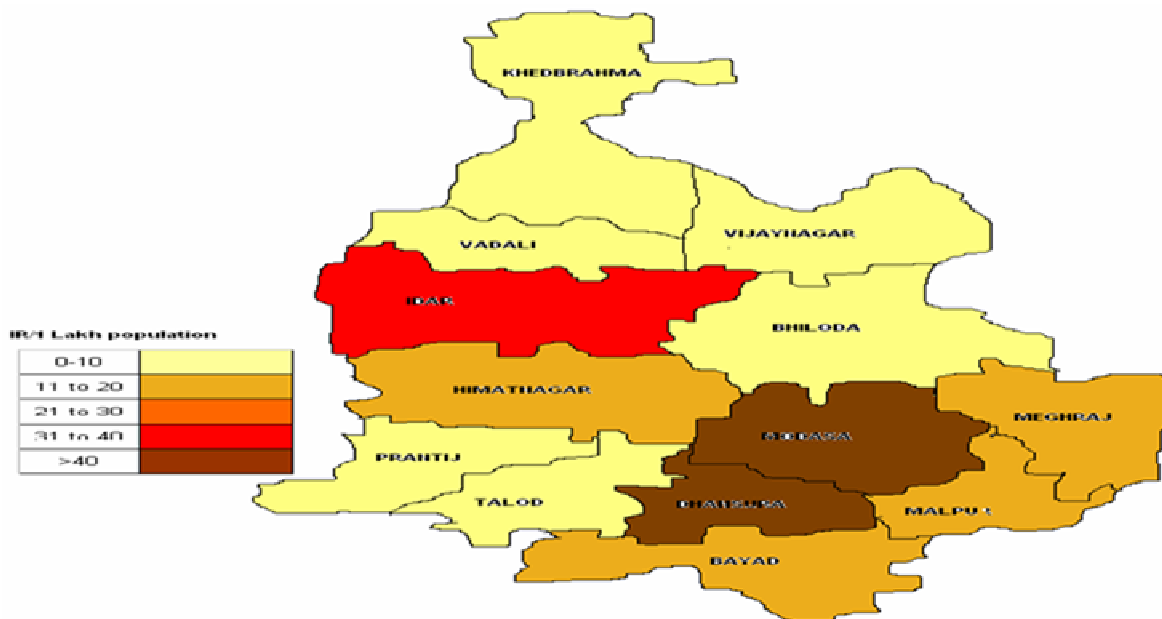 KHEDBRAHMA
VIJAYNAGAR
VADALI
IDAR
BHILODA
IR/1 Lakh population
0-10
11 to 20
21 to 30
31 to 40
>40
HIMATNAGAR
MEGHRAJ
MODASA
PRANTIJ
TALOD
DHANSURA
MALPUR
BAYAD